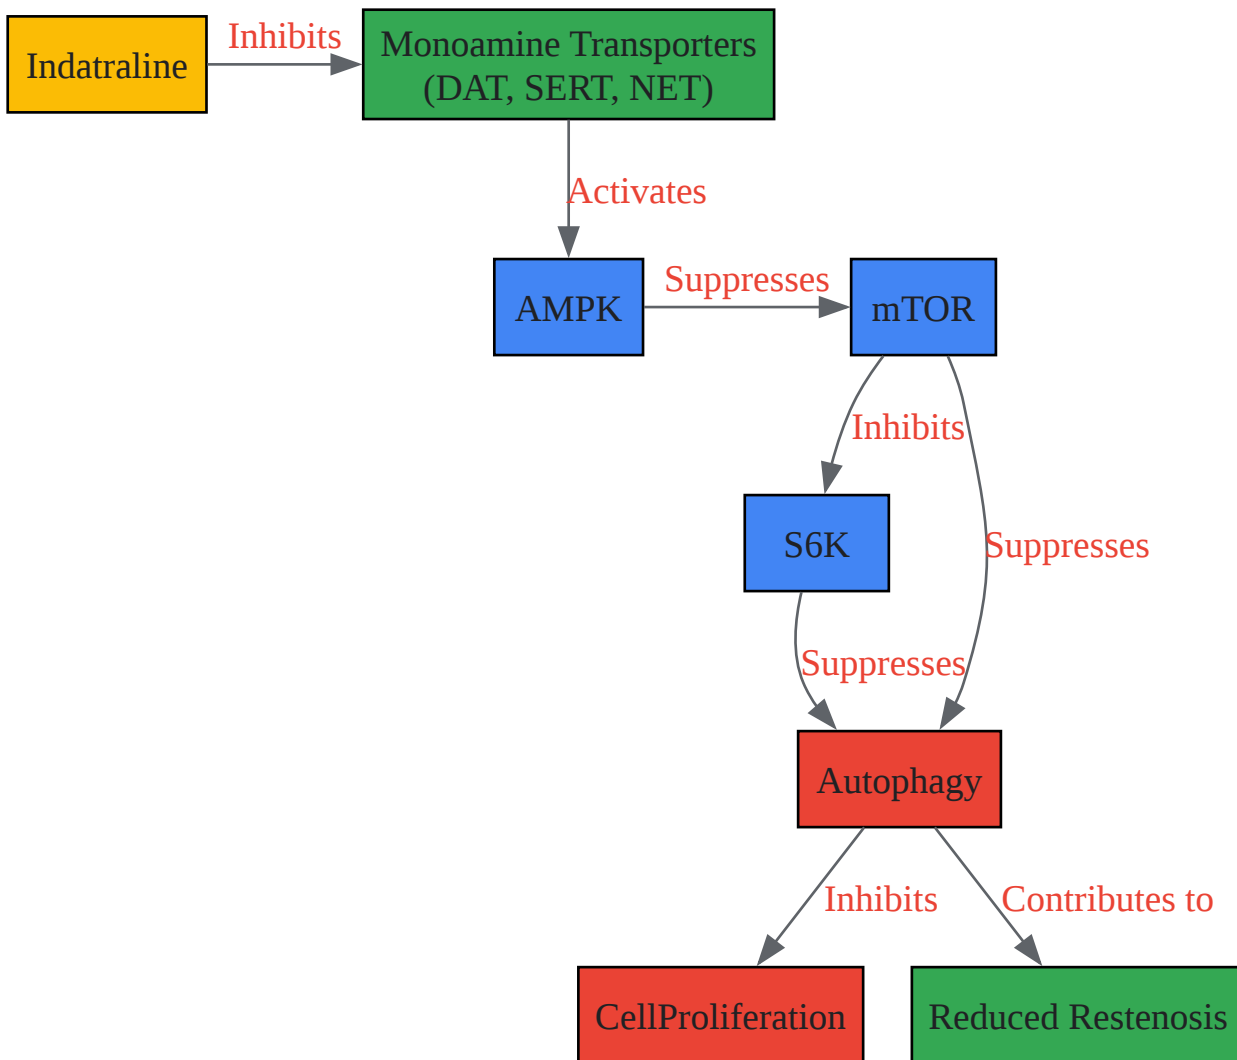 Indatraline
Inhibits
Monoamine Transporters
(DAT, SERT, NET)
Activates
AMPK
Suppresses
mTOR
Inhibits
S6K
Suppresses
Suppresses
Autophagy
Inhibits
Contributes to
CellProliferation
Reduced Restenosis